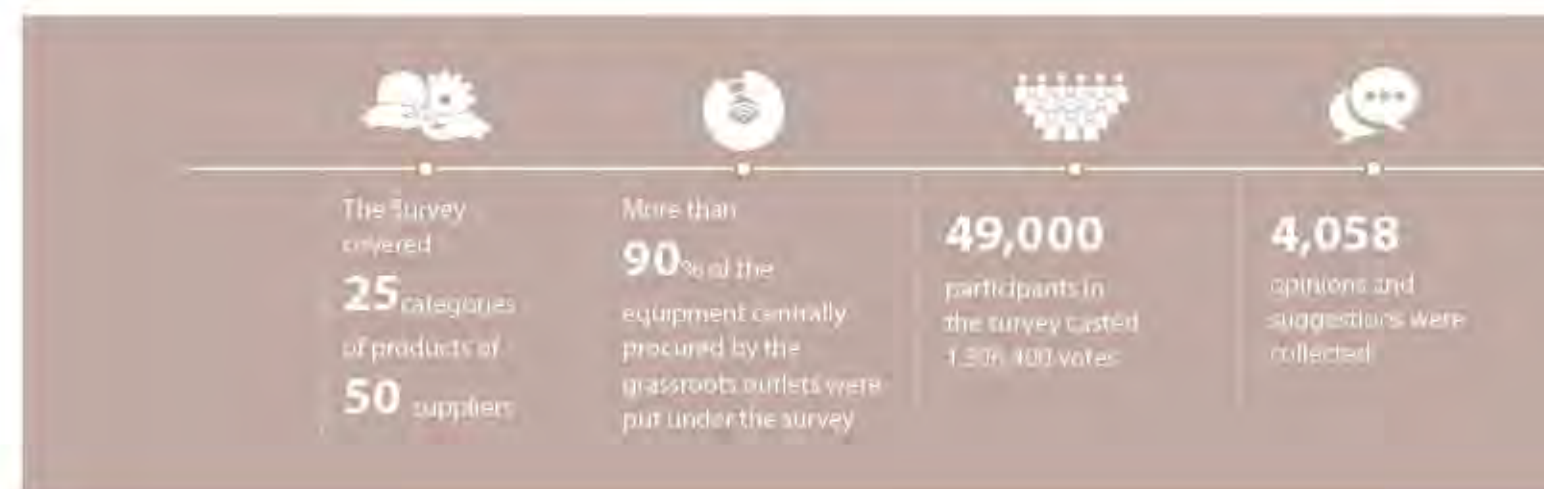 The Survey
covered
25 categories
of products of
50 suppliers
More than
90% of the
equipment centrally
procured by the
grassroots outlets were
put under the survey
49,000
participants in
the survey casted
votes
4,058
opinions and
suggestions were
collected